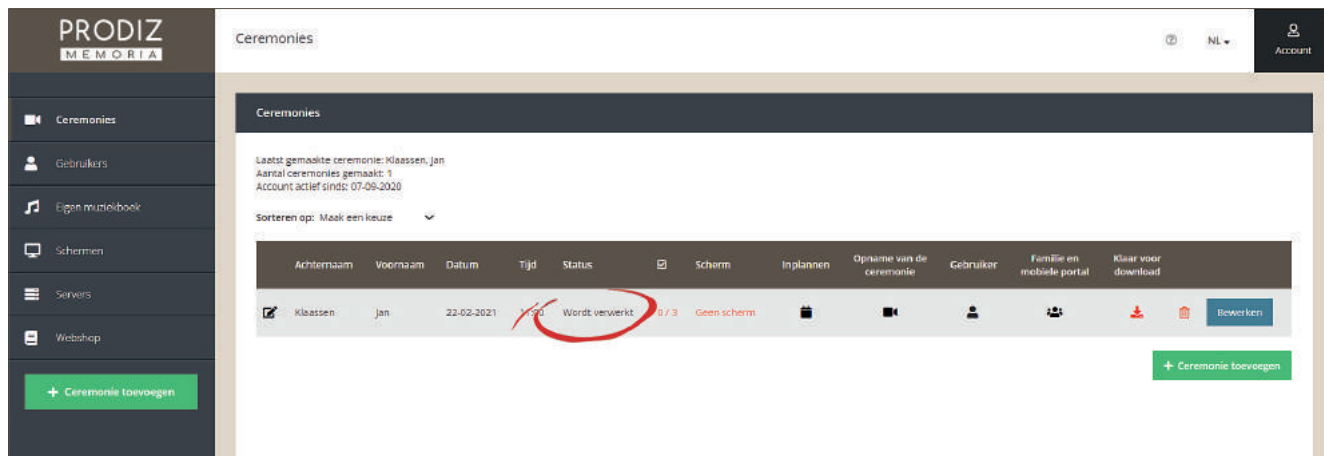 PRODIZ
MEMORIA
Ceremonies
NL
Account
Ceremonies
Gebruikers
Eigen muziekboek
Schermen
Servers
Webshop
+ Ceremonie toevoegen
Ceremonies
Laatst gemaakte ceremonie: Klaassen, Jan
Aantal ceremonies gemaakt: 1
Account actief sinds: 07-09-2020
Sorteren op: Maak een keuze
Achternaam Voornaam Datum Tijd Status Scherm Inplannen Opname van de ceremonie Gebruiker Familie en mobiele portal Klaar voor download
Klaassen Jan 22-02-2021 Wordt verwerkt 0 / 3 Geen scherm Bewerken
+ Ceremonie toevoegen